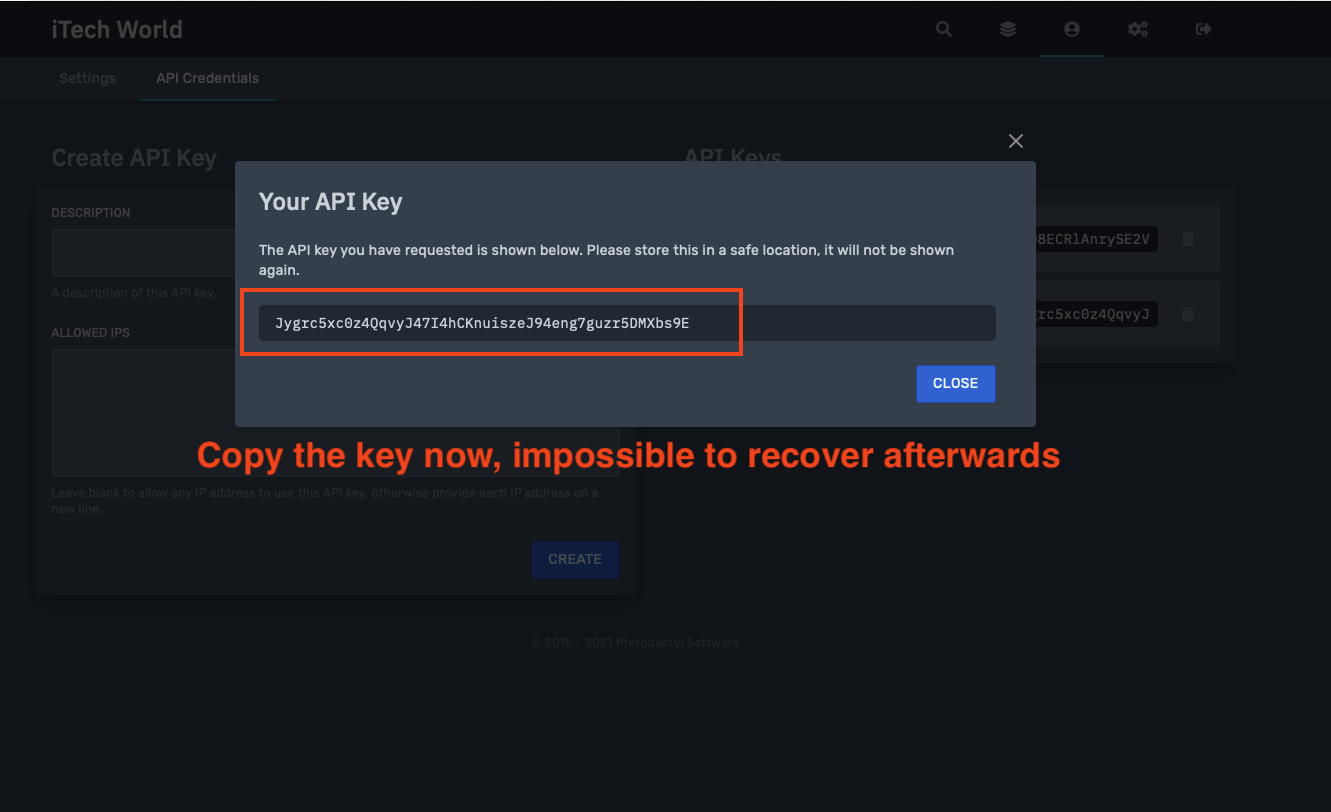 iTech World
Settings
API Credentials
Create API Key
API Keys
DESCRIPTION
A description of this API key.
ALLOWED IPS
Leave blank to allow any IP address to use this API key, otherwise provide each IP address on a
new line.
CREATE
Your API Key
The API key you have requested is shown below. Please store this in a safe location, it will not be shown
again.
Jygrc5xc0z4QqvyJ47I4hCKnuiszeJ94eng7guzr5DMXbs9E
CLOSE
8ECRlAnrySE2V
rc5xc0z4QqvyJ
Copy the key now, impossible to recover afterwards
© 2015 - 2021 Pterodactyl Software